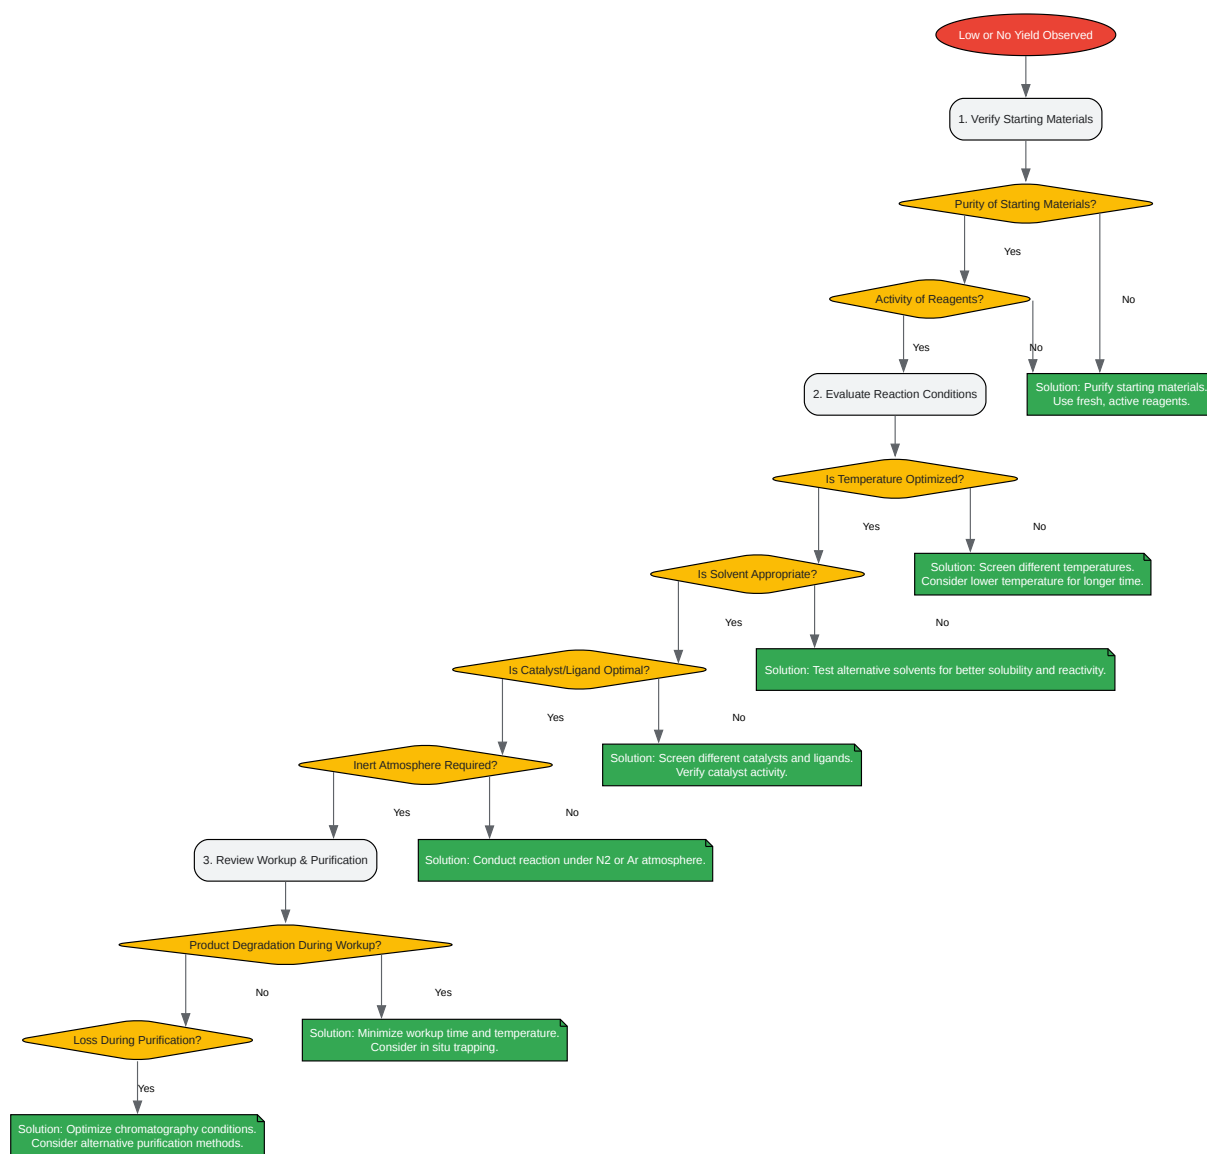 Low or No Yield Observed
1. Verify Starting Materials
Purity of Starting Materials?
Yes
No
Activity of Reagents?
Yes
No
2. Evaluate Reaction Conditions
Solution: Purify starting materials.
Use fresh, active reagents.
Is Temperature Optimized?
Yes
No
Is Solvent Appropriate?
Solution: Screen different temperatures.
Consider lower temperature for longer time.
Yes
No
Is Catalyst/Ligand Optimal?
Solution: Test alternative solvents for better solubility and reactivity.
Yes
No
Inert Atmosphere Required?
Solution: Screen different catalysts and ligands.
Verify catalyst activity.
Yes
No
3. Review Workup & Purification
Solution: Conduct reaction under N2 or Ar atmosphere.
Product Degradation During Workup?
No
Yes
Loss During Purification?
Solution: Minimize workup time and temperature.
Consider in situ trapping.
Yes
Solution: Optimize chromatography conditions.
Consider alternative purification methods.